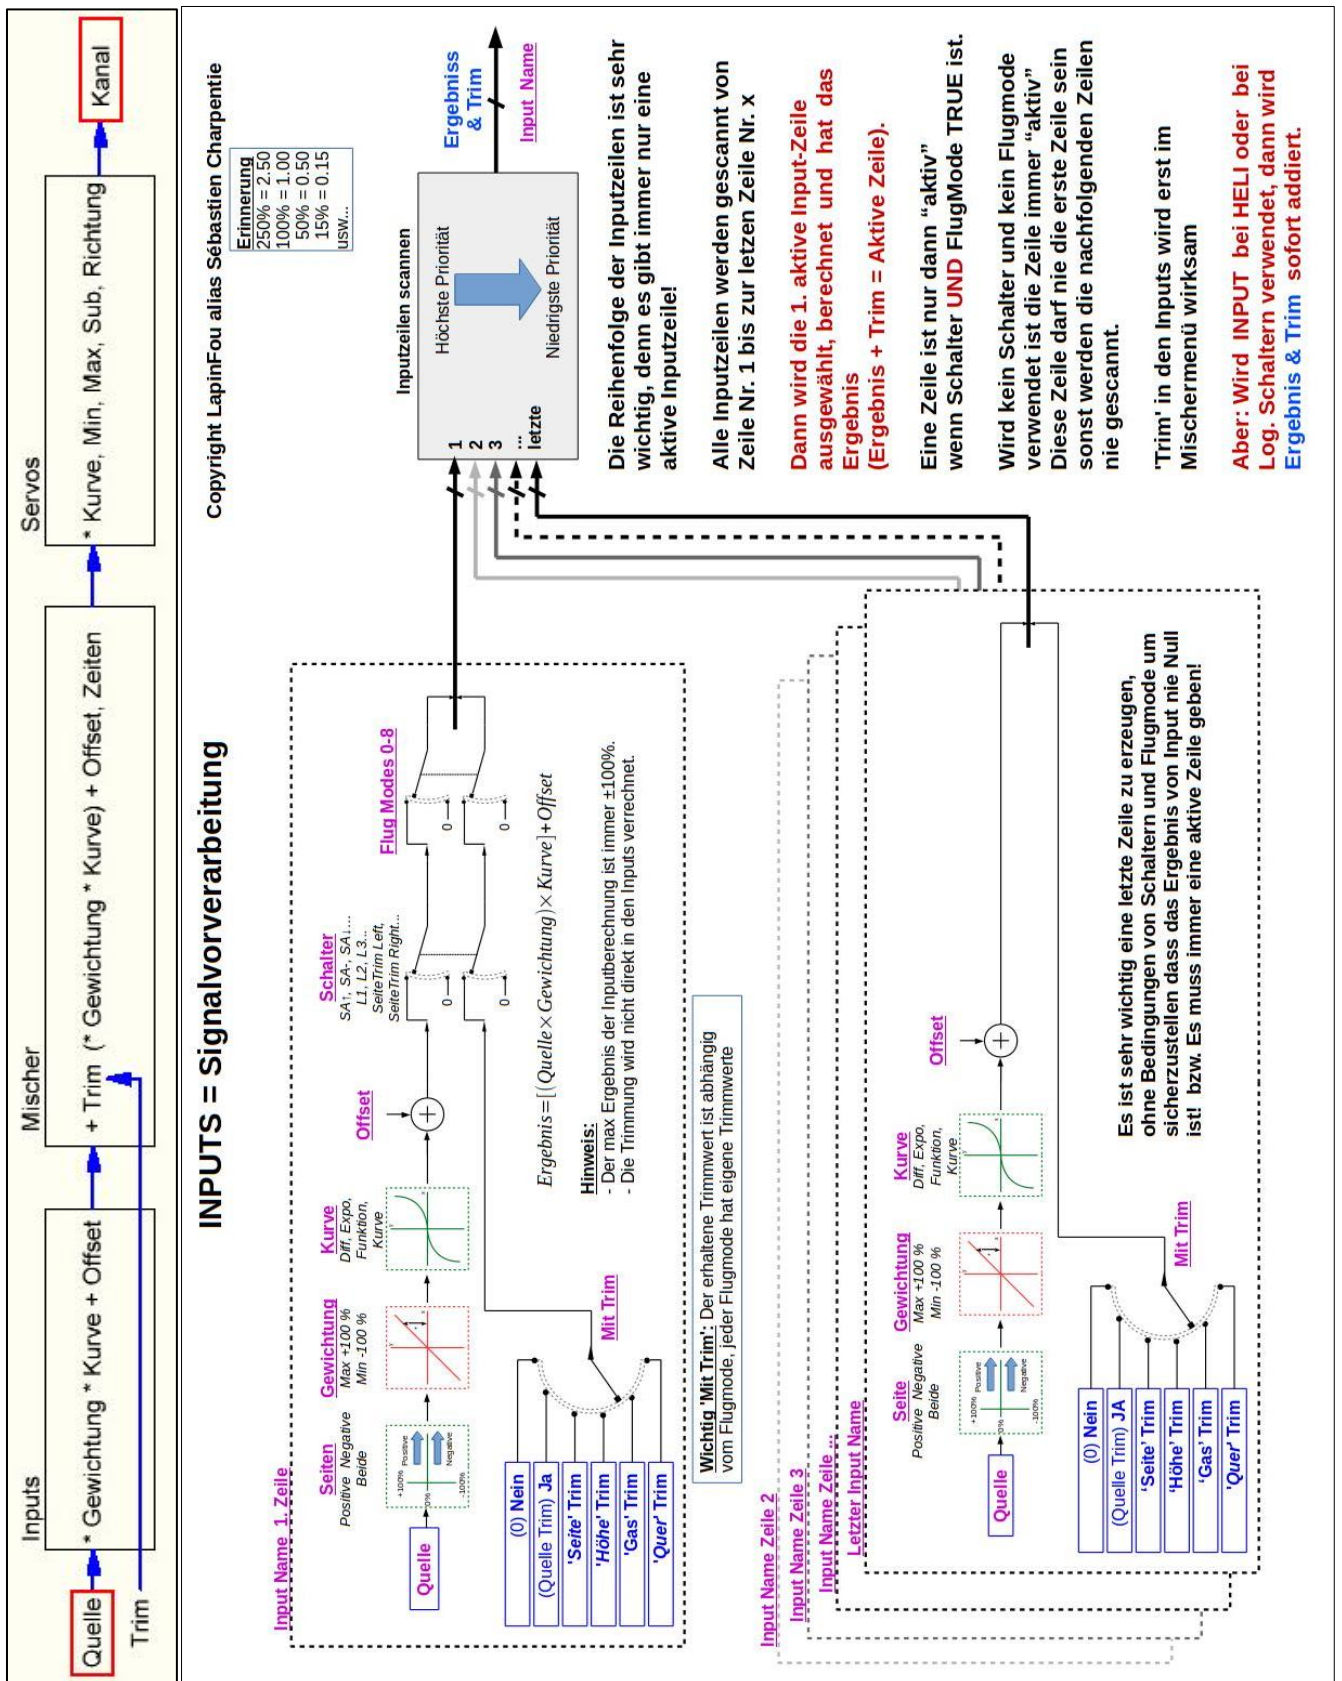 Inputs
Mischer
Servos
Quelle
* Gewichtung * Kurve + Offset
+ Trim (* Gewichtung * Kurve) + Offset, Zeiten
* Kurve, Min, Max, Sub, Richtung
Kanal
Trim
INPUTS = Signalvorverarbeitung
Copyright LapinFou alias Sébastien Charpentie
Erinnerung
250% = 2.50
100% = 1.00
50% = 0.50
15% = 0.15
usw...
Input Name 1. Zeile
Seiten
Positive Negative
Beide
Gewichtung
Max +100 %
Min -100 %
Kurve
Diff, Expo,
Funktion,
Kurve
Offset
Schalter
SA↑, SA-, SA↓...
L1, L2, L3...
SeiteTrim Left,
SeiteTrim Right...
Flug Modes 0-8
Quelle
+100%
0%
-100%
Positive
Negative
0
0
0
0
(0) Nein
(Quelle Trim) Ja
'Seite' Trim
'Höhe' Trim
'Gas' Trim
'Quer' Trim
Mit Trim
Ergebnis=[(Quelle×Gewichtung)×Kurve]+Offset
Hinweis:
- Der max Ergebnis der Inputberechnung ist immer ±100%.
- Die Trimmung wird nicht direkt in den Inputs verrechnet.
Wichtig 'Mit Trim': Der erhaltene Trimmwert ist abhängig
vom Flugmode, jeder Flugmode hat eigene Trimmwerte
Inputzeilen scannen
1
2
3
...
letzte
Höchste Priorität
Niedrigste Priorität
Ergebniss
& Trim
Input Name
Input Name Zeile 2
Input Name Zeile 3
Input Name Zeile ...
Letzter Input Name
Seite
Positive Negative
Beide
Gewichtung
Max +100 %
Min -100 %
Kurve
Diff, Expo,
Funktion,
Kurve
Offset
Quelle
+100%
0%
-100%
Positive
Negative
(0) Nein
(Quelle Trim) JA
'Seite' Trim
'Höhe' Trim
'Gas' Trim
'Quer' Trim
Mit Trim
Es ist sehr wichtig eine letzte Zeile zu erzeugen,
ohne Bedingungen von Schaltern und Flugmode um
sicherzustellen dass das Ergebnis von Input nie Null
ist! bzw. Es muss immer eine aktive Zeile geben!
Die Reihenfolge der Inputzeilen ist sehr
wichtig, denn es gibt immer nur eine
aktive Inputzeile!
Alle Inputzeilen werden gescannt von
Zeile Nr. 1 bis zur letzen Zeile Nr. x
Dann wird die 1. aktive Input-Zeile
ausgewählt, berechnet und hat das
Ergebnis
(Ergebnis + Trim = Aktive Zeile).
Eine Zeile ist nur dann “aktiv”
wenn Schalter UND FlugMode TRUE ist.
Wird kein Schalter und kein Flugmode
verwendet ist die Zeile immer “aktiv”
Diese Zeile darf nie die erste Zeile sein
sonst werden die nachfolgenden Zeilen
nie gescannt.
'Trim' in den Inputs wird erst im
Mischermenü wirksam
Aber: Wird INPUT bei HELI oder bei
Log. Schaltern verwendet, dann wird
Ergebnis & Trim sofort addiert.